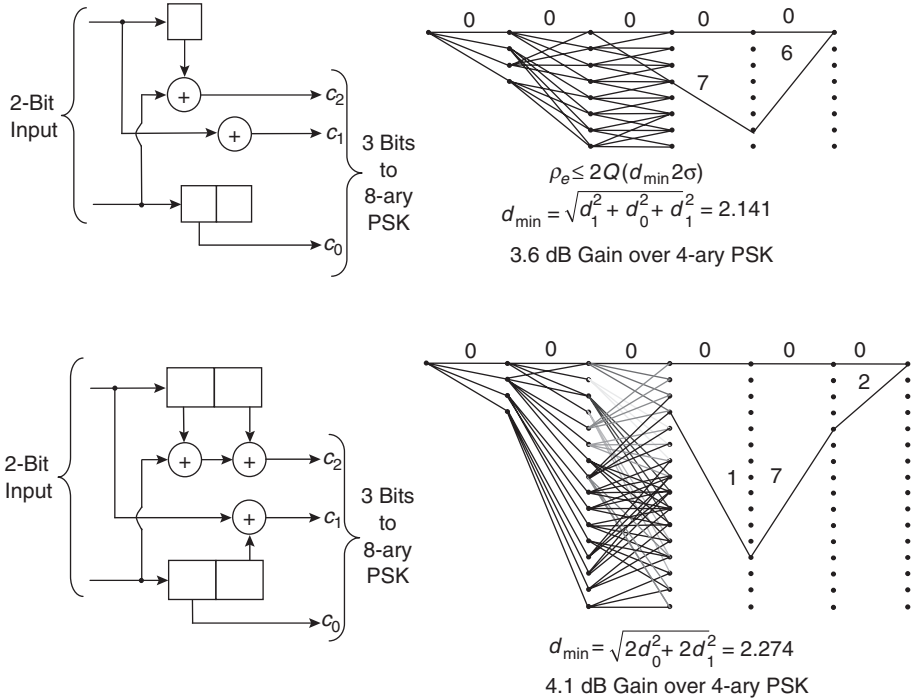 0 0 0 0 0
2-Bit
Input
+
c2
+
c1
3 Bits
to
8-ary
PSK
c0
7
6
ρe ≤ 2Q(dmin 2σ)
dmin = √d1² + d0² + d1² = 2.141
3.6 dB Gain over 4-ary PSK
0 0 0 0 0 0
2-Bit
Input
+ +
c2
+
c1
3 Bits
to
8-ary
PSK
c0
2
1 7
dmin = √2d0² + 2d1² = 2.274
4.1 dB Gain over 4-ary PSK